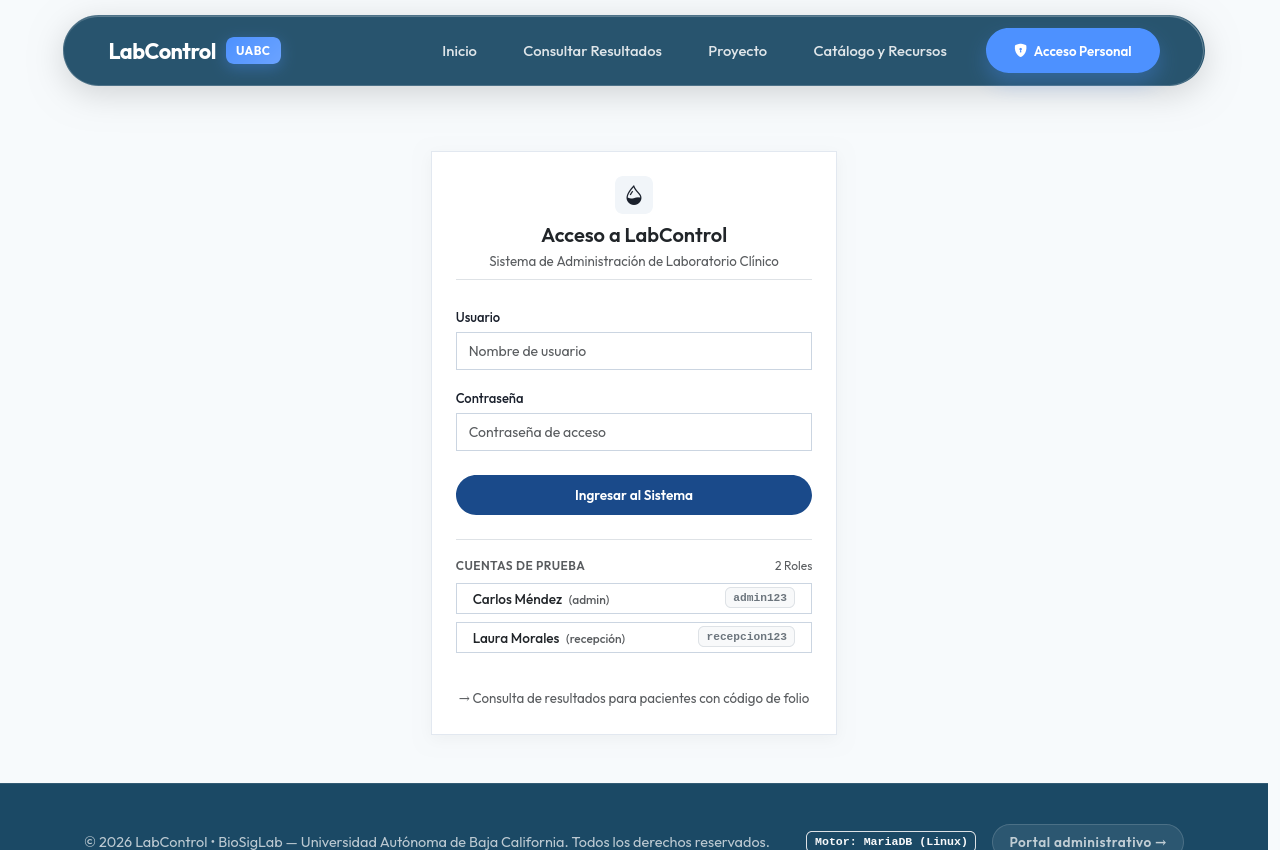 LabControl UABC Inicio Consultar Resultados Proyecto Catálogo y Recursos Acceso Personal
Acceso a LabControl
Sistema de Administración de Laboratorio Clínico
Usuario
Nombre de usuario
Contraseña
Contraseña de acceso
Ingresar al Sistema
CUENTAS DE PRUEBA 2 Roles
Carlos Méndez (admin) admin123
Laura Morales (recepción) recepcion123
→ Consulta de resultados para pacientes con código de folio
© 2026 LabControl • BioSigLab — Universidad Autónoma de Baja California. Todos los derechos reservados. Motor: MariaDB (Linux) Portal administrativo →